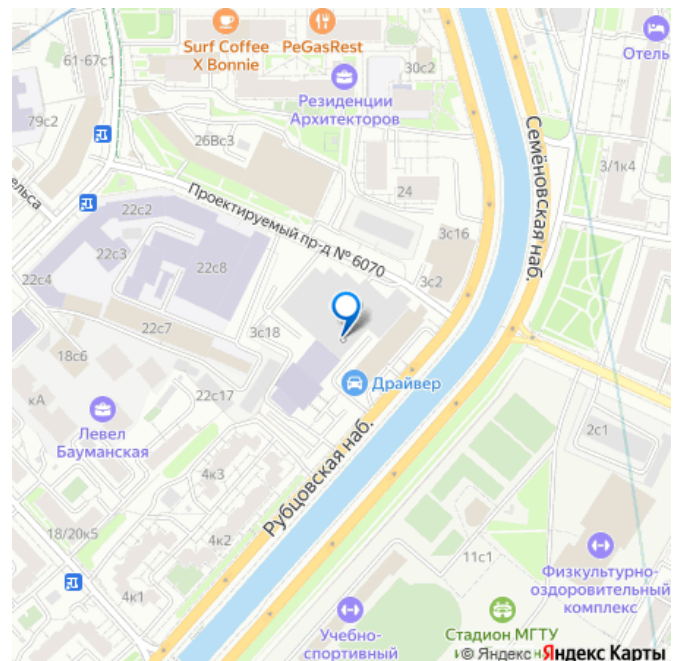 Surf Coffee
X Bonnie
PeGasRest
61-67с1
30с2
Отель
Резиденции
Архитекторов
79с2
26Вс3
Семёновская наб.
3/1к4
24
ельса
22с2
Проектируемый пр-д № 6070
3с16
22с3
22с8
3с2
22с4
22с7
3с18
18с6
Драйвер
22с17
кА
Левел
Бауманская
2с1
Рубцовская наб.
4к3
18/20к5
4к2
11с1
Физкультурно-
оздоровительный
комплекс
4к1
Учебно-
спортивный
Стадион МГТУ
© Яндекс Яндекс Карты